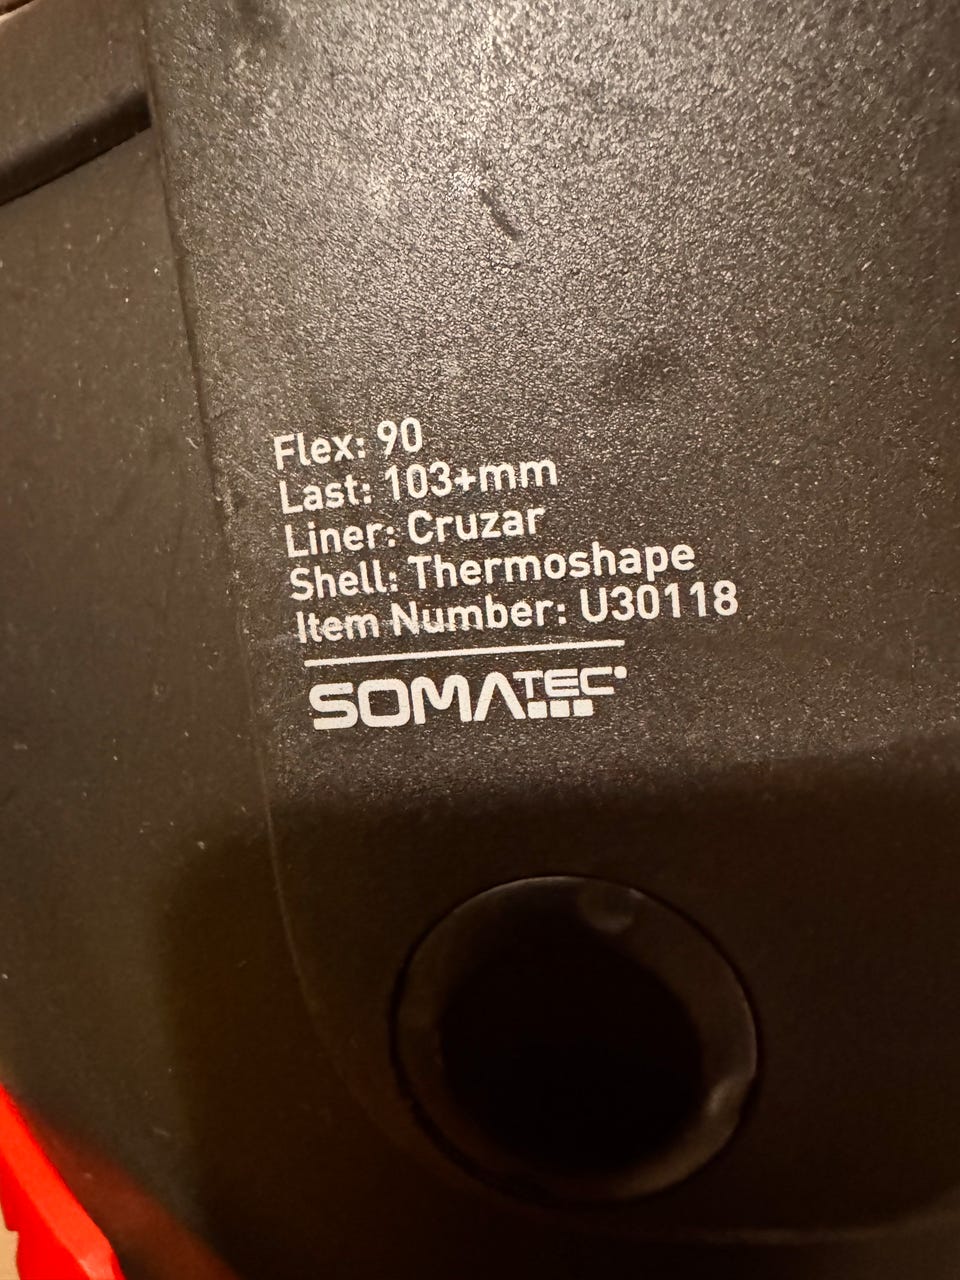 Flex: 90
Last: 103+mm
Liner: Cruzar
Shell: Thermoshape
Item Number: U30118
SOMATEC